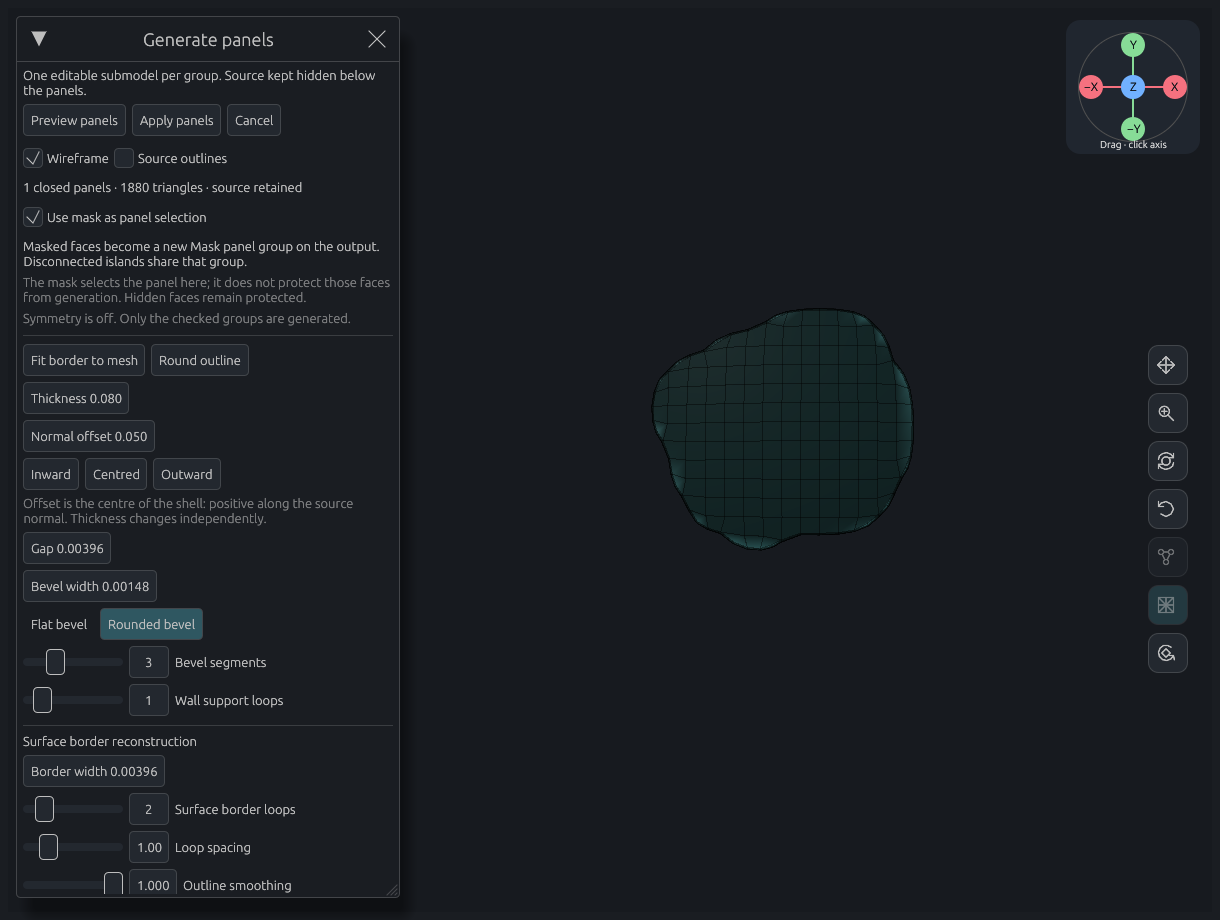 Generate panels
One editable submodel per group. Source kept hidden below
the panels.
Preview panels
Apply panels
Cancel
Wireframe
Source outlines
1 closed panels · 1880 triangles · source retained
Use mask as panel selection
Masked faces become a new Mask panel group on the output.
Disconnected islands share that group.
The mask selects the panel here; it does not protect those faces
from generation. Hidden faces remain protected.
Symmetry is off. Only the checked groups are generated.
Fit border to mesh
Round outline
Thickness 0.080
Normal offset 0.050
Inward
Centred
Outward
Offset is the centre of the shell: positive along the source
normal. Thickness changes independently.
Gap 0.00396
Bevel width 0.00148
Flat bevel
Rounded bevel
3 Bevel segments
1 Wall support loops
Surface border reconstruction
Border width 0.00396
2 Surface border loops
1.00 Loop spacing
1.000 Outline smoothing
Y
−X
Z
X
−Y
Drag · click axis